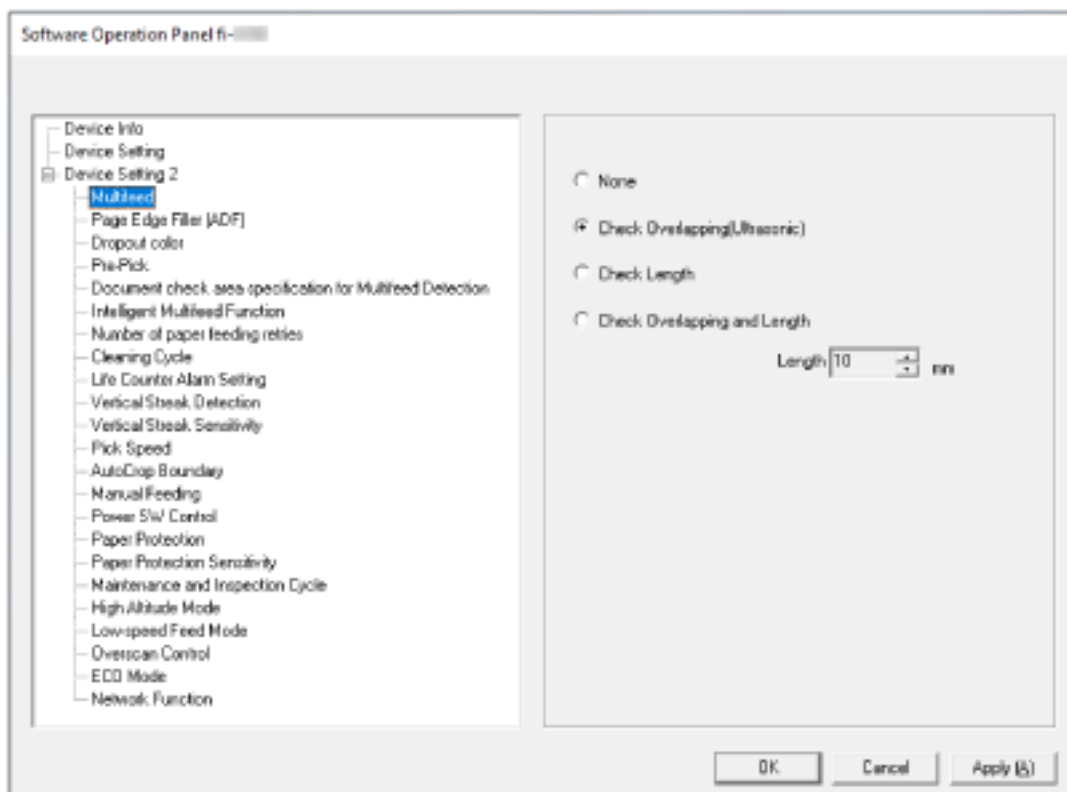 Software Operation Panel fi-
Device Info
Device Setting
Device Setting 2
Multifeed
Page Edge Filler [ADF]
Dropout color
Pre-Pick
Document check area specification for Multifeed Detection
Intelligent Multifeed Function
Number of paper feeding retries
Cleaning Cycle
Life Counter Alarm Setting
Vertical Streak Detection
Vertical Streak Sensitivity
Pick Speed
AutoCrop Boundary
Manual Feeding
Power SW Control
Paper Protection
Paper Protection Sensitivity
Maintenance and Inspection Cycle
High Altitude Mode
Low-speed Feed Mode
Overscan Control
ECO Mode
Network Function
None
Check Overlapping(Ultrasonic)
Check Length
Check Overlapping and Length
Length 10 mm
OK Cancel Apply (A)